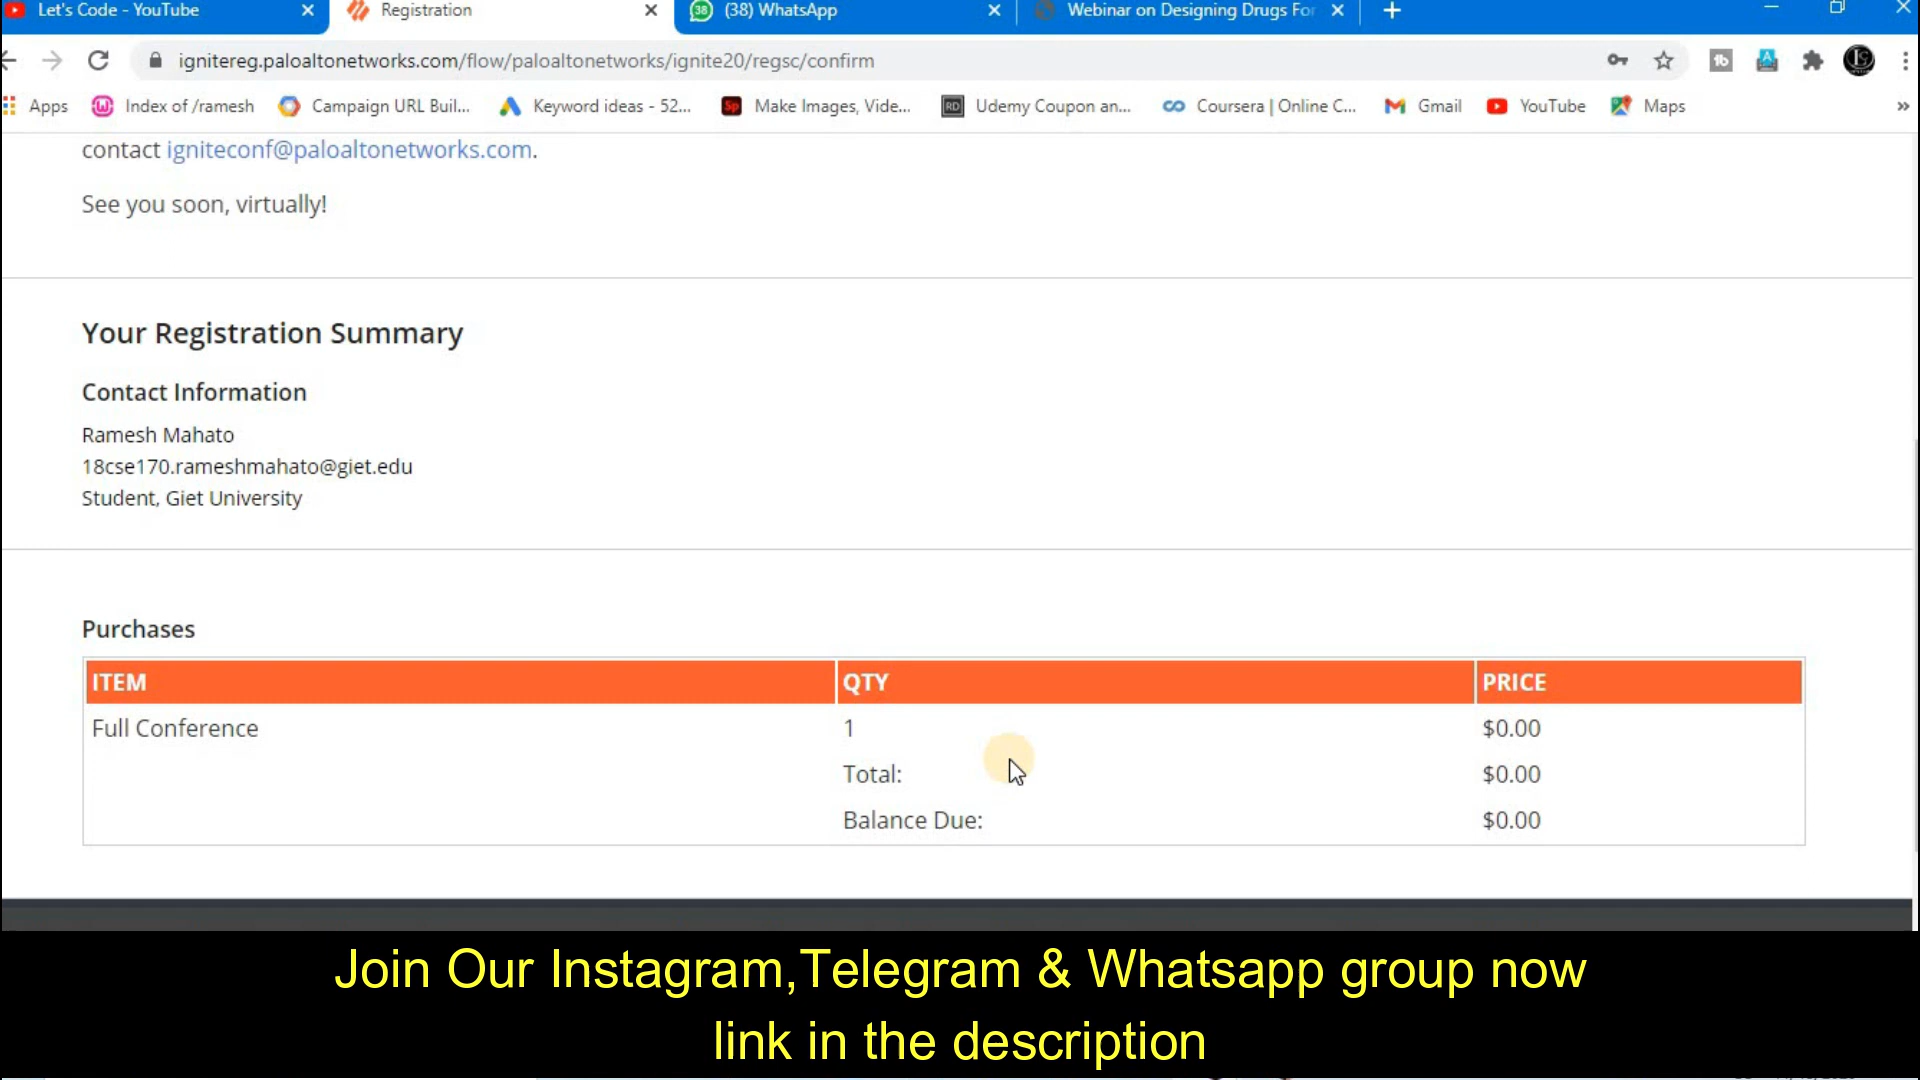 Let's Code - YouTube
Registration
38
(38) WhatsApp
Webinar on Designing Drugs For
ignitereg.paloaltonetworks.com/flow/paloaltonetworks/ignite20/regsc/confirm
Apps
Index of /ramesh
Campaign URL Buil...
Keyword ideas - 52...
Sp
Make Images, Vide...
RD
Udemy Coupon an...
Coursera | Online C...
Gmail
YouTube
Maps
contact igniteconf@paloaltonetworks.com.
See you soon, virtually!
Your Registration Summary
Contact Information
Ramesh Mahato
18cse170.rameshmahato@giet.edu
Student, Giet University
Purchases
ITEM QTY PRICE
Full Conference 1 $0.00
Total: $0.00
Balance Due: $0.00
Join Our Instagram,Telegram & Whatsapp group now
link in the description